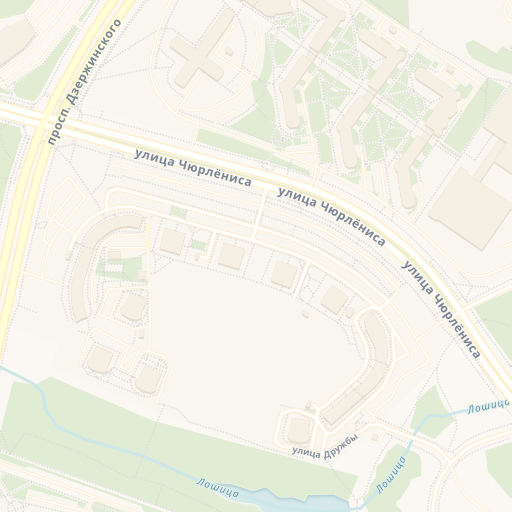 просп. Дзержинского
улица Чюрлёниса
улица Чюрлёниса
улица Чюрлёниса
Лошица
улица Дружбы
Лошица
Лошица